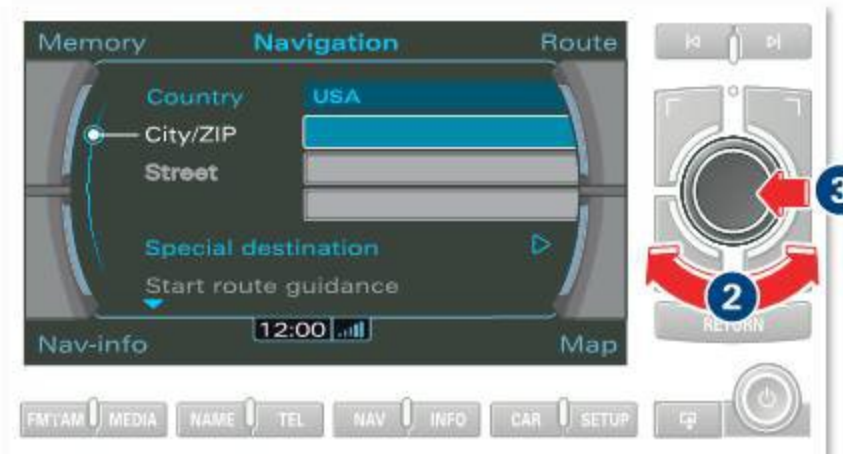 Memory Navigation Route
Country USA
City/ZIP
Street
Special destination
Start route guidance
12:00
Nav-info Map
3
2
RETURN
FM/AM MEDIA NAME TEL NAV INFO CAR SETUP